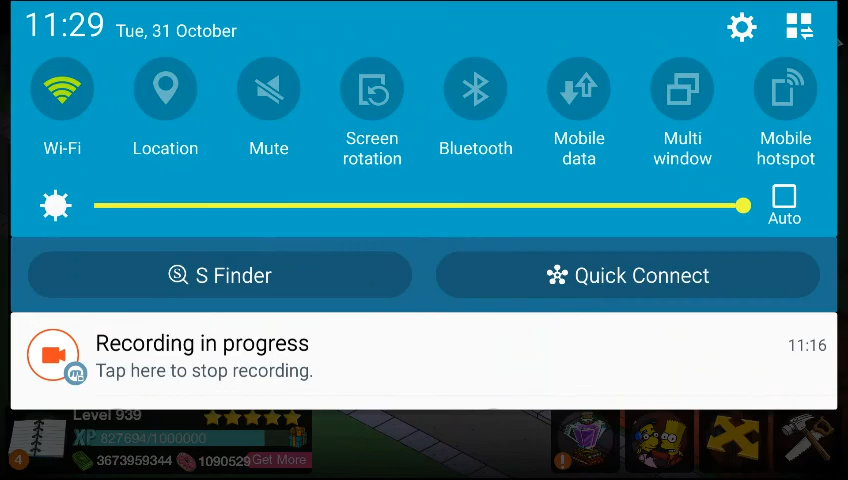 11:29 Tue, 31 October
Wi-Fi
Location
Mute
Screen
rotation
Bluetooth
Mobile
data
Multi
window
Mobile
hotspot
Auto
S Finder
Quick Connect
Recording in progress
11:16
Tap here to stop recording.
Level 939
XP 827694/1000000
4
3673959344
1090529
Get More
!